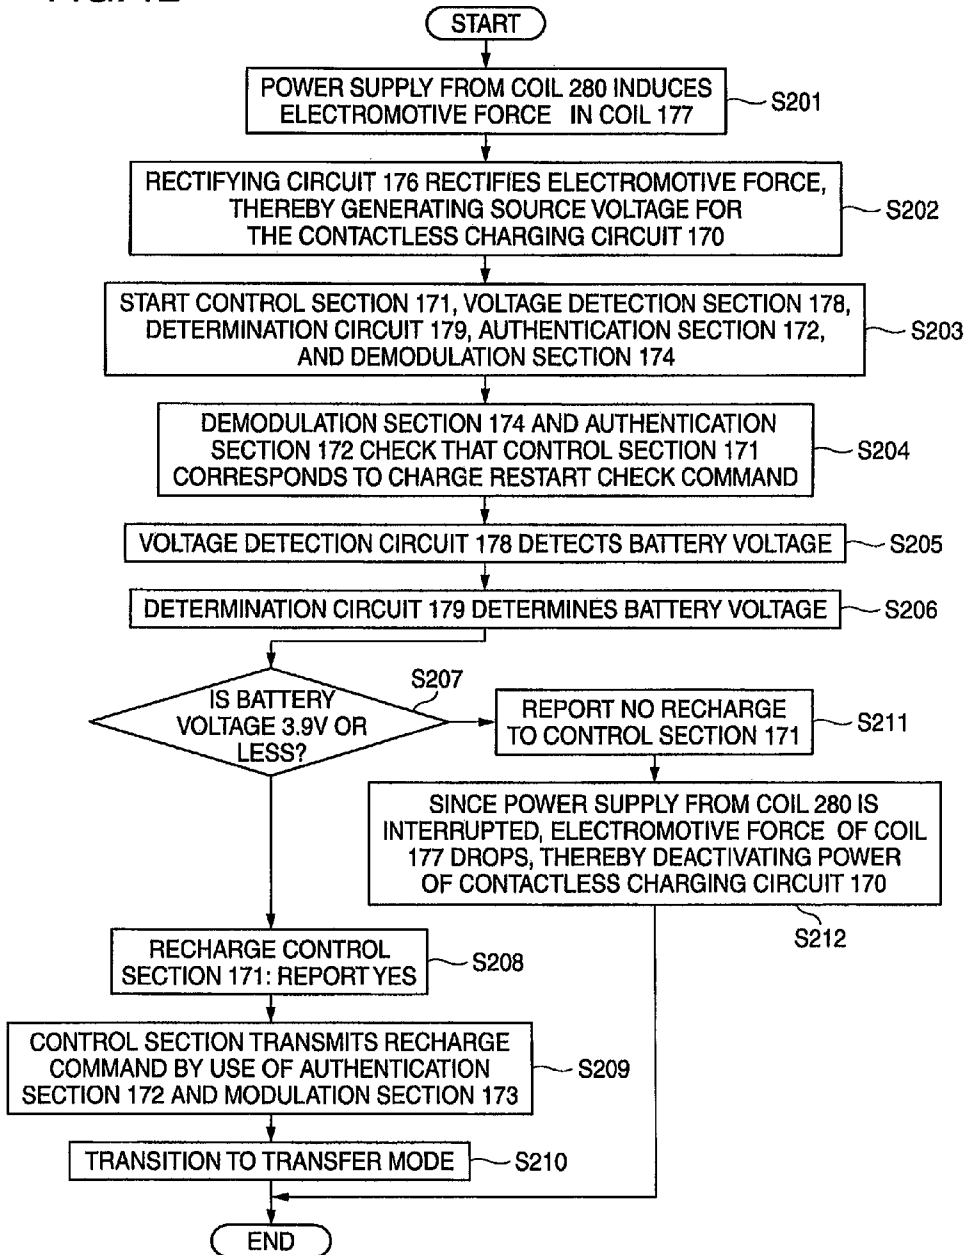 START
POWER SUPPLY FROM COIL 280 INDUCES
ELECTROMOTIVE FORCE IN COIL 177
S201
RECTIFYING CIRCUIT 176 RECTIFIES ELECTROMOTIVE FORCE,
THEREBY GENERATING SOURCE VOLTAGE FOR
THE CONTACTLESS CHARGING CIRCUIT 170
S202
START CONTROL SECTION 171, VOLTAGE DETECTION SECTION 178,
DETERMINATION CIRCUIT 179, AUTHENTICATION SECTION 172,
AND DEMODULATION SECTION 174
S203
DEMODULATION SECTION 174 AND AUTHENTICATION
SECTION 172 CHECK THAT CONTROL SECTION 171
CORRESPONDS TO CHARGE RESTART CHECK COMMAND
S204
VOLTAGE DETECTION CIRCUIT 178 DETECTS BATTERY VOLTAGE
S205
DETERMINATION CIRCUIT 179 DETERMINES BATTERY VOLTAGE
S206
IS BATTERY
VOLTAGE 3.9V OR
LESS?
S207
REPORT NO RECHARGE
TO CONTROL SECTION 171
S211
SINCE POWER SUPPLY FROM COIL 280 IS
INTERRUPTED, ELECTROMOTIVE FORCE OF COIL
177 DROPS, THEREBY DEACTIVATING POWER
OF CONTACTLESS CHARGING CIRCUIT 170
S212
RECHARGE CONTROL
SECTION 171: REPORT YES
S208
CONTROL SECTION TRANSMITS RECHARGE
COMMAND BY USE OF AUTHENTICATION
SECTION 172 AND MODULATION SECTION 173
S209
TRANSITION TO TRANSFER MODE
S210
END